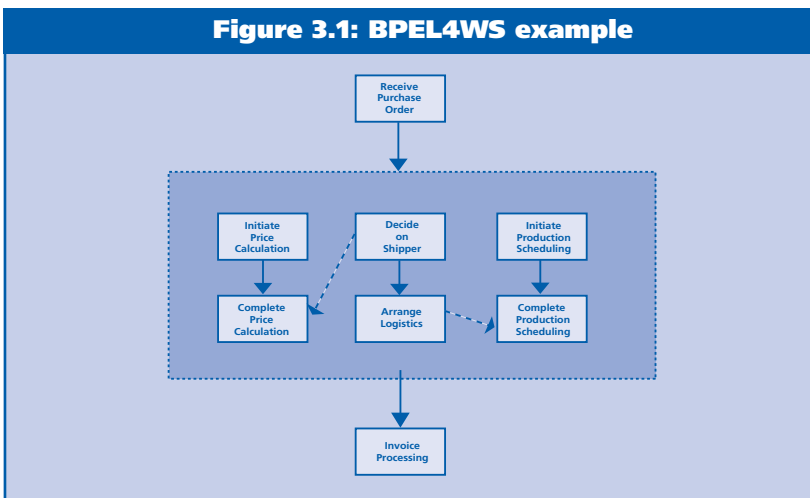 Figure 3.1: BPEL4WS example
Receive
Purchase
Order
Initiate
Price
Calculation
Decide
on
Shipper
Initiate
Production
Scheduling
Complete
Price
Calculation
Arrange
Logistics
Complete
Production
Scheduling
Invoice
Processing